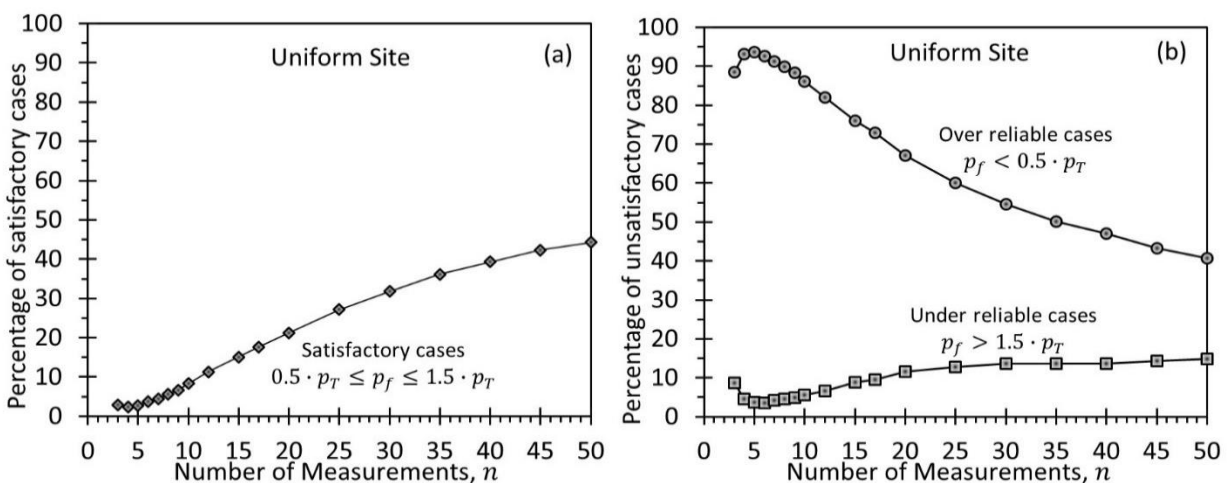 Percentage of satisfactory cases
100
90
80
70
60
50
40
30
20
10
0
Uniform Site
(a)
Satisfactory cases
0.5 · p_T ≤ p_f ≤ 1.5 · p_T
0 5 10 15 20 25 30 35 40 45 50
Number of Measurements, n
Percentage of unsatisfactory cases
100
90
80
70
60
50
40
30
20
10
0
Uniform Site
(b)
Over reliable cases
p_f < 0.5 · p_T
Under reliable cases
p_f > 1.5 · p_T
0 5 10 15 20 25 30 35 40 45 50
Number of Measurements, n